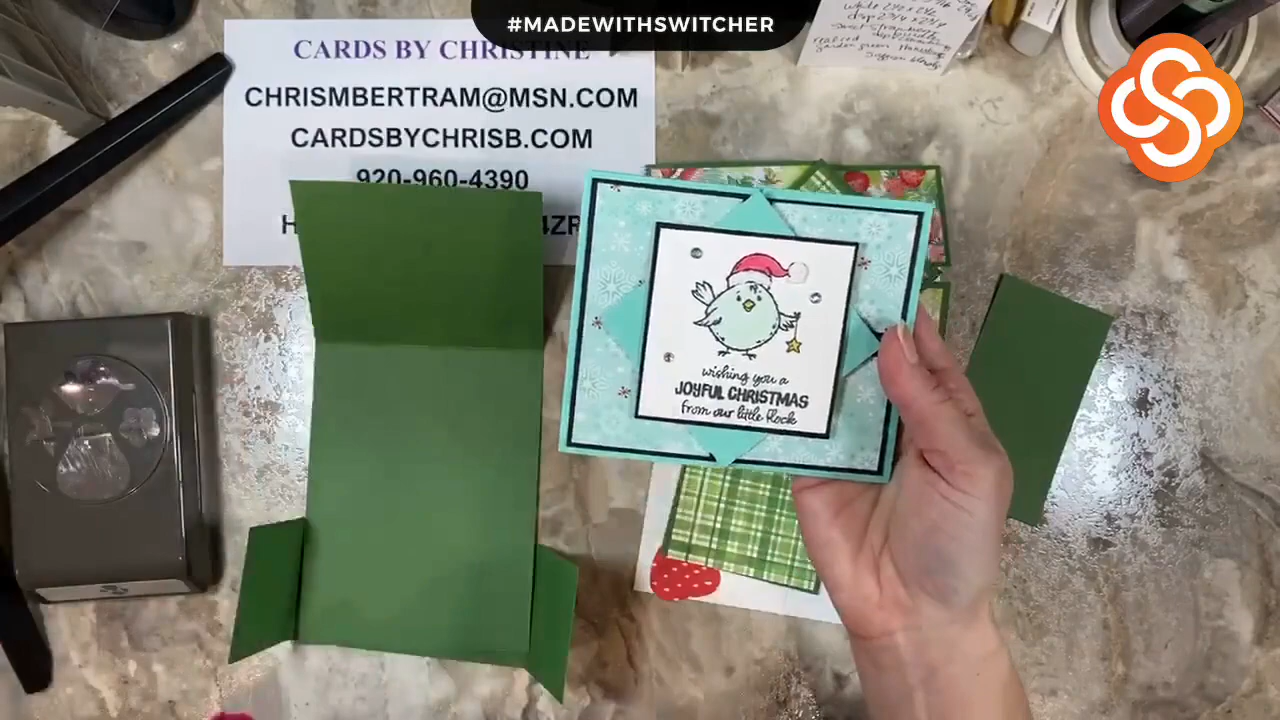 #MADEWITHSWITCHER
CARDS BY CHRISTINE
CHRISMBERTRAM@MSN.COM
CARDSBYCHRISB.COM
920-960-4390
H
4ZR
wishing you a
JOYFUL CHRISTMAS
from our little flock